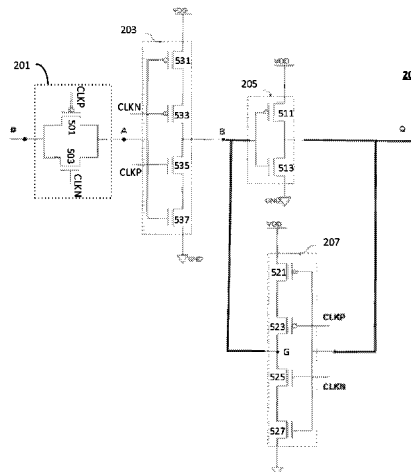 VDD
203
201
531
VDD
20
CLKP
205
CLKN
533
501
511
D
A
B
Q
503
535
CLKP
513
CLKN
537
GND
GND
VDD
207
521
523
CLKP
G
525
CLKN
527